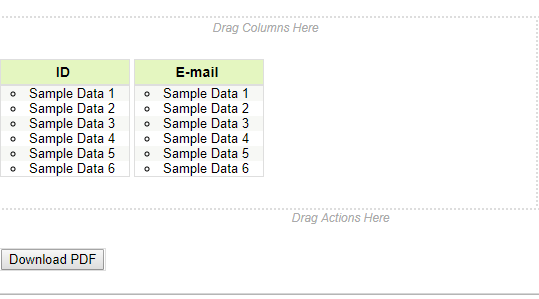 Drag Columns Here
ID E-mail
Sample Data 1 Sample Data 1
Sample Data 2 Sample Data 2
Sample Data 3 Sample Data 3
Sample Data 4 Sample Data 4
Sample Data 5 Sample Data 5
Sample Data 6 Sample Data 6
Drag Actions Here
Download PDF